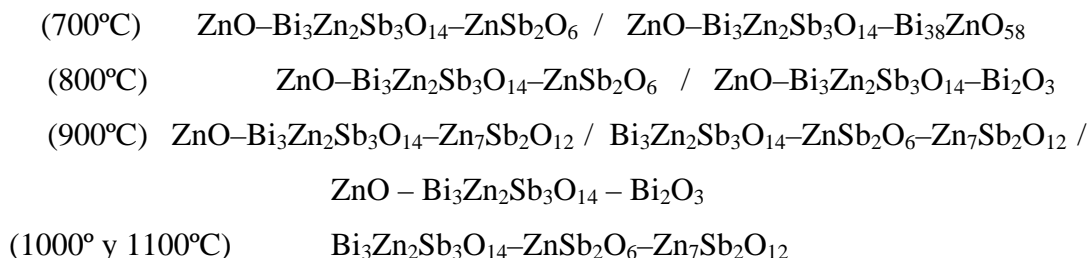 (700ºC) ZnO–Bi₃Zn₂Sb₃O₁₄–ZnSb₂O₆ / ZnO–Bi₃Zn₂Sb₃O₁₄–Bi₃₈ZnO₅₈
(800ºC) ZnO–Bi₃Zn₂Sb₃O₁₄–ZnSb₂O₆ / ZnO–Bi₃Zn₂Sb₃O₁₄–Bi₂O₃
(900ºC) ZnO–Bi₃Zn₂Sb₃O₁₄–Zn₇Sb₂O₁₂ / Bi₃Zn₂Sb₃O₁₄–ZnSb₂O₆–Zn₇Sb₂O₁₂ /
ZnO – Bi₃Zn₂Sb₃O₁₄ – Bi₂O₃
(1000º y 1100ºC) Bi₃Zn₂Sb₃O₁₄–ZnSb₂O₆–Zn₇Sb₂O₁₂